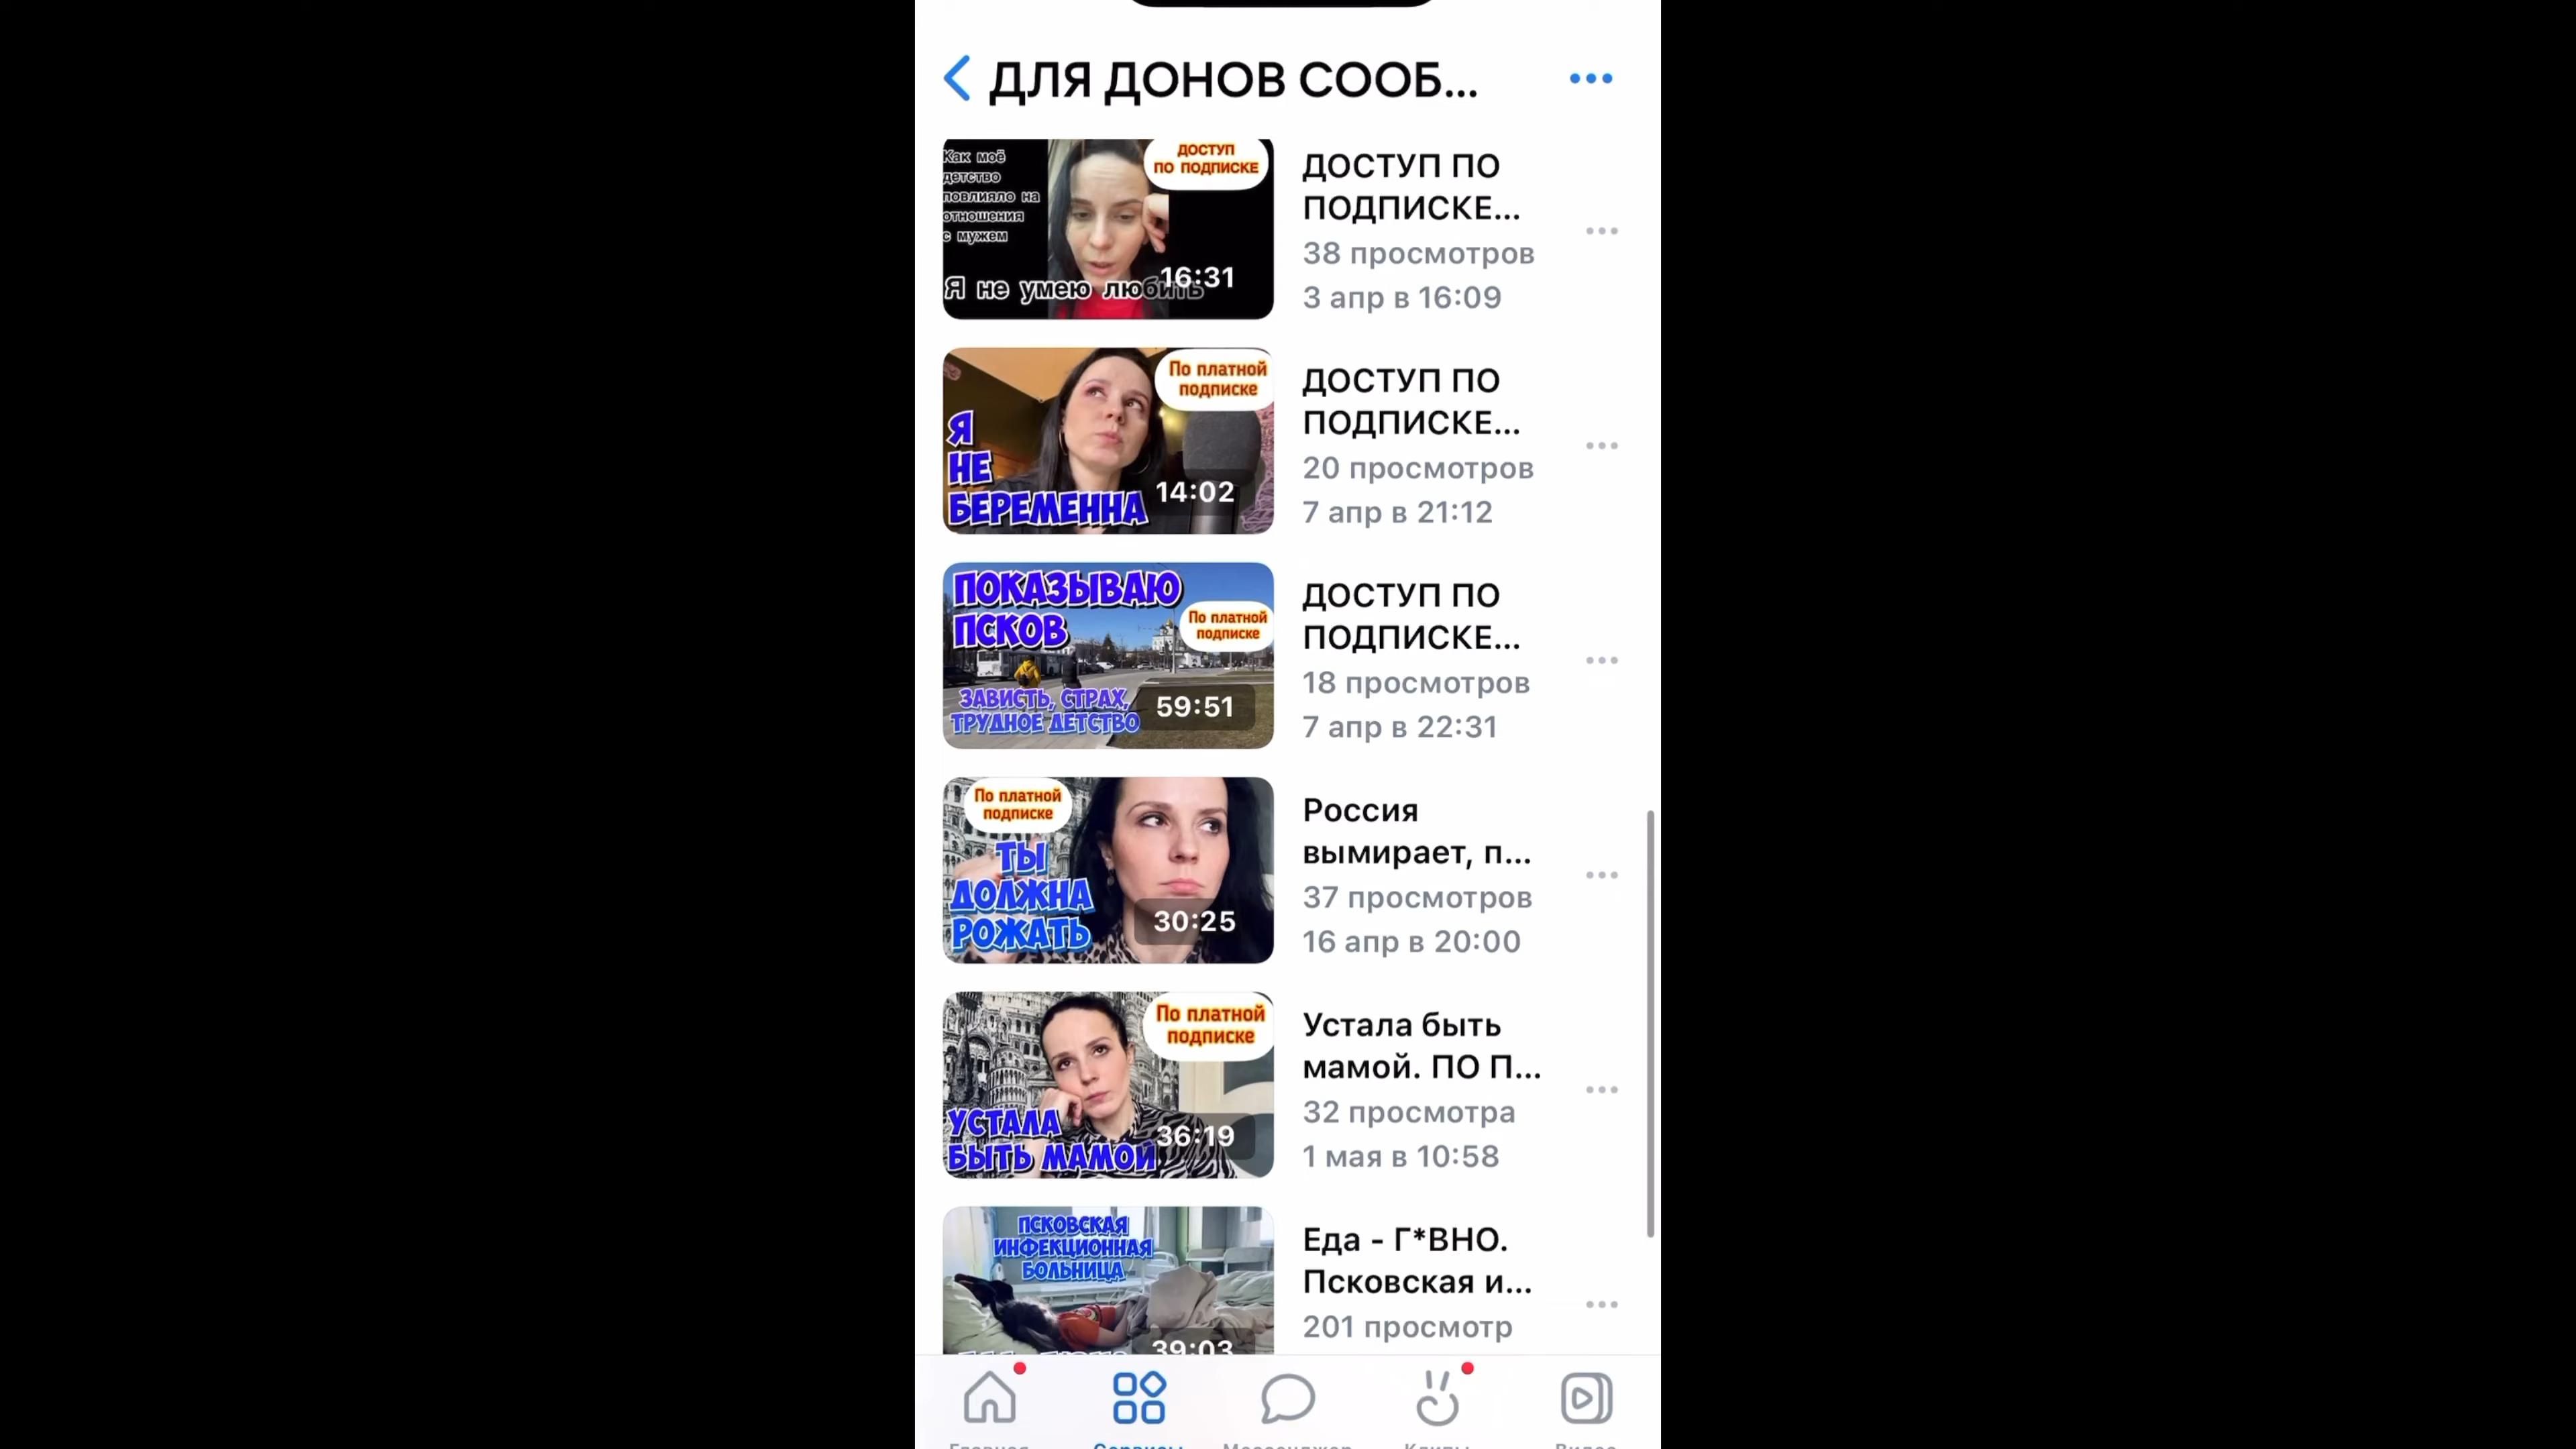 ДЛЯ ДОНОВ СООБ...
Как моё
детство
повлияло на
отношения
с мужем
ДОСТУП
ПО ПОДПИСКЕ
Я не умею любить
16:31
ДОСТУП ПО
ПОДПИСКЕ...
38 просмотров
3 апр в 16:09
По платной
подписке
Я
НЕ
БЕРЕМЕННА
14:02
ДОСТУП ПО
ПОДПИСКЕ...
20 просмотров
7 апр в 21:12
ПОКАЗЫВАЮ
ПСКОВ
По платной
подписке
ЗАВИСТЬ, СТРАХ,
ТРУДНОЕ ДЕТСТВО
59:51
ДОСТУП ПО
ПОДПИСКЕ...
18 просмотров
7 апр в 22:31
По платной
подписке
ТЫ
ДОЛЖНА
РОЖАТЬ
30:25
Россия
вымирает, п...
37 просмотров
16 апр в 20:00
По платной
подписке
УСТАЛА
БЫТЬ МАМОЙ
36:19
Устала быть
мамой. ПО П...
32 просмотра
1 мая в 10:58
ПСКОВСКАЯ
ИНФЕКЦИОННАЯ
БОЛЬНИЦА
39:03
Еда - Г*ВНО.
Псковская и...
201 просмотр